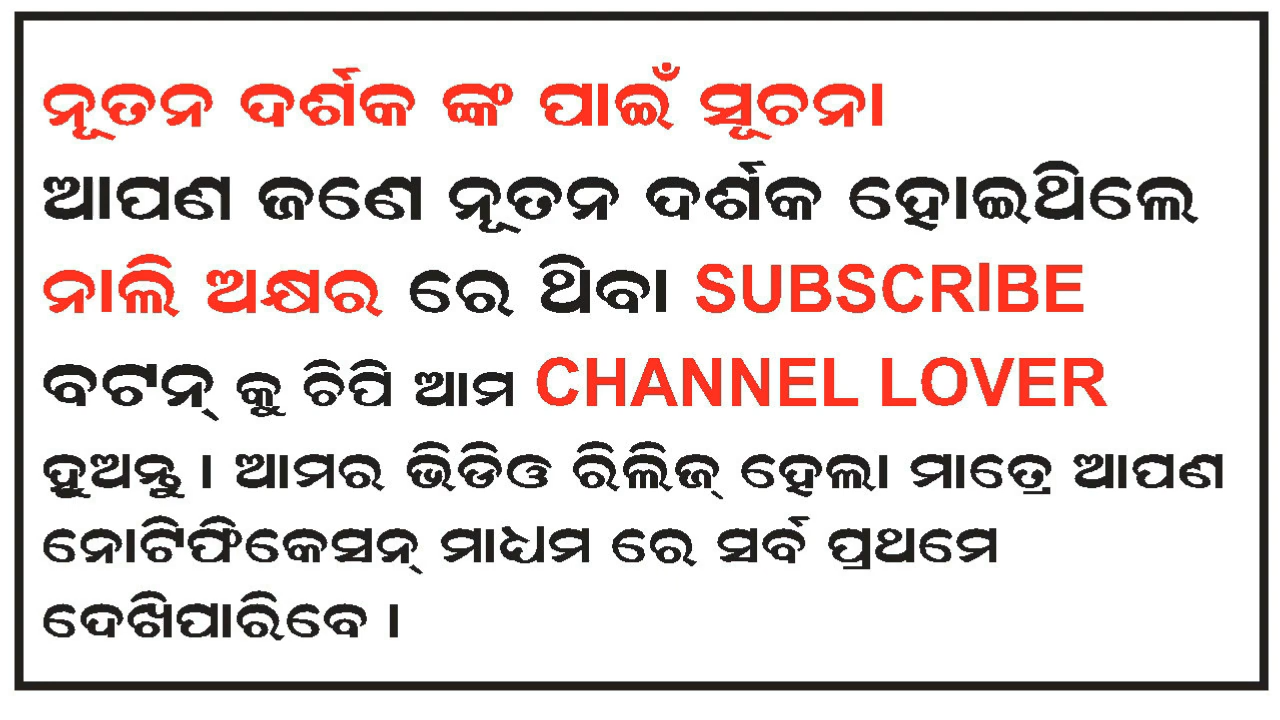 ନୂତନ ଦର୍ଶକ ଙ୍କ ପାଇଁ ସୂଚନା
ଆପଣ ଜଣେ ନୂତନ ଦର୍ଶକ ହୋଇଥିଲେ
ନାଲି ଅକ୍ଷର ରେ ଥିବା SUBSCRIBE
ବଟନ୍ କୁ ଚିପି ଆମ CHANNEL LOVER
ହୁଅନ୍ତୁ । ଆମର ଭିଡିଓ ରିଲିଜ୍ ହେଲା ମାତ୍ରେ ଆପଣ
ନୋଟିଫିକେସନ୍ ମାଧ୍ୟମ ରେ ସର୍ବ ପ୍ରଥମେ
ଦେଖିପାରିବେ ।